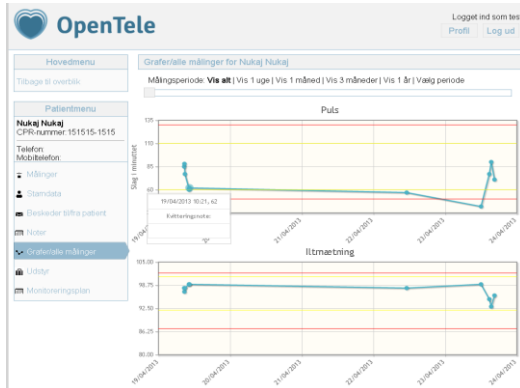 OpenTele
Logget ind som tes
Profil
Log ud
Hovedmenu
Tilbage til overblik
Patientmenu
Nukaj Nukaj
CPR-nummer:151515-1515
Telefon:
Mobiltelefon:
Målinger
Stamdata
Beskeder til/fra patient
Noter
Grafer/alle målinger
Udstyr
Monitoreringsplan
Grafer/alle målinger for Nukaj Nukaj
Målingsperiode: Vis alt | Vis 1 uge | Vis 1 måned | Vis 3 måneder | Vis 1 år | Vælg periode
Puls
Slag i minuttet
125
110
95
60
19/04/2013 10:21, 62
Kvitteringsnote:
21/04/2013
22/04/2013
23/04/2013
24/04/2013
Iltmætning
105.00
98.75
92.50
86.25
80.00
19/04/2013
20/04/2013
21/04/2013
22/04/2013
23/04/2013
24/04/2013